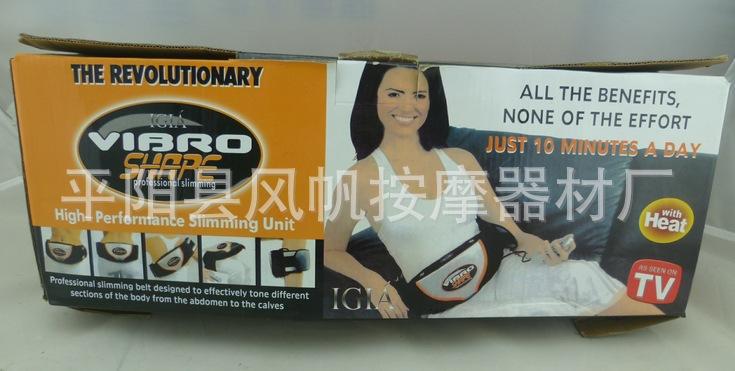 THE REVOLUTIONARY
IGIA
VIBRO
SHAPE
professional slimming
High- Performance Slimming Unit
Professional slimming belt designed to effectively tone different
sections of the body from the abdomen to the calves
ALL THE BENEFITS,
NONE OF THE EFFORT
JUST 10 MINUTES A DAY
平阳县风帆按摩器材厂
with
Heat
AS SEEN ON
TV
VIBRO
SHAPE
IGIA